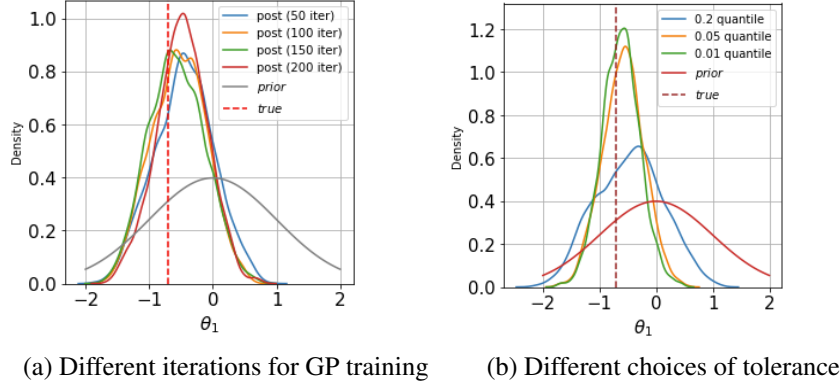 post (50 iter)
post (100 iter)
post (150 iter)
post (200 iter)
prior
true
Density
1.0
0.8
0.6
0.4
0.2
0.0
−2 −1 0 1 2
θ₁
0.2 quantile
0.05 quantile
0.01 quantile
prior
true
Density
1.2
1.0
0.8
0.6
0.4
0.2
0.0
−2 −1 0 1 2
θ₁
(a) Different iterations for GP training
(b) Different choices of tolerance